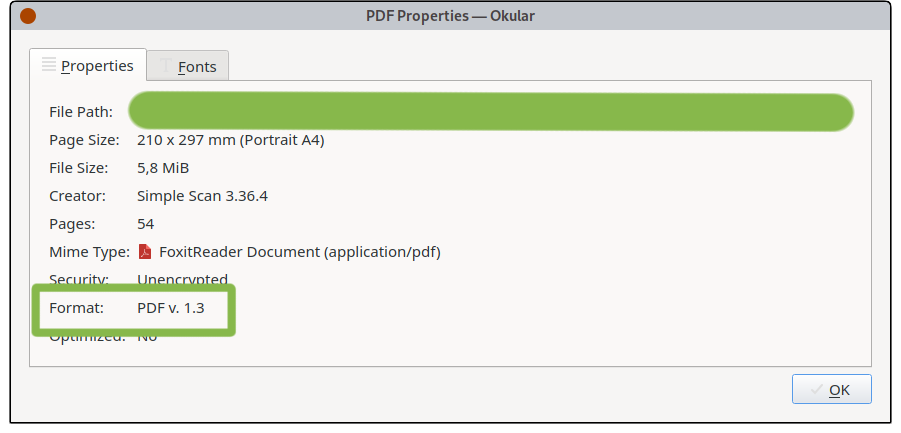 PDF Properties — Okular
Properties
Fonts
File Path:
Page Size: 210 x 297 mm (Portrait A4)
File Size: 5,8 MiB
Creator: Simple Scan 3.36.4
Pages: 54
Mime Type: FoxitReader Document (application/pdf)
Security: Unencrypted
Format: PDF v. 1.3
Optimized: No
OK